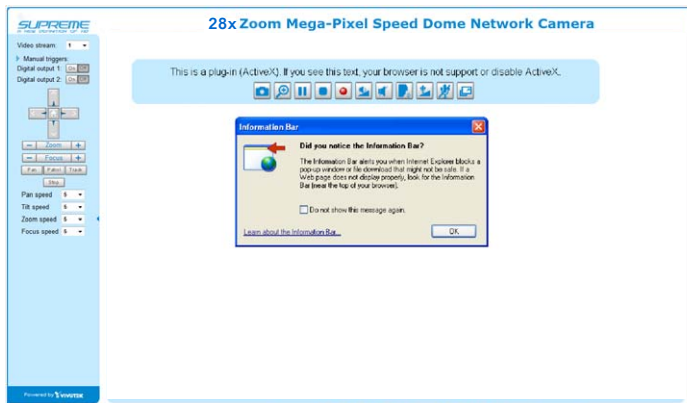 SUPREME
28x Zoom Mega-Pixel Speed Dome Network Camera
Video stream: 1
Manual triggers:
Digital output 1: On Off
Digital output 2: On Off
- Zoom +
- Focus +
Pan Patrol Track
Stop
Pan speed 5
Tilt speed 5
Zoom speed 5
Focus speed 5
Powered by VIVOTEK
This is a plug-in (ActiveX). If you see this text, your browser is not support or disable ActiveX.
Information Bar
Did you notice the Information Bar?
The Information Bar alerts you when Internet Explorer blocks a
pop-up window or file download that might not be safe. If a
Web page does not display properly, look for the Information
Bar (near the top of your browser).
Do not show this message again.
Learn about the Information Bar...
OK